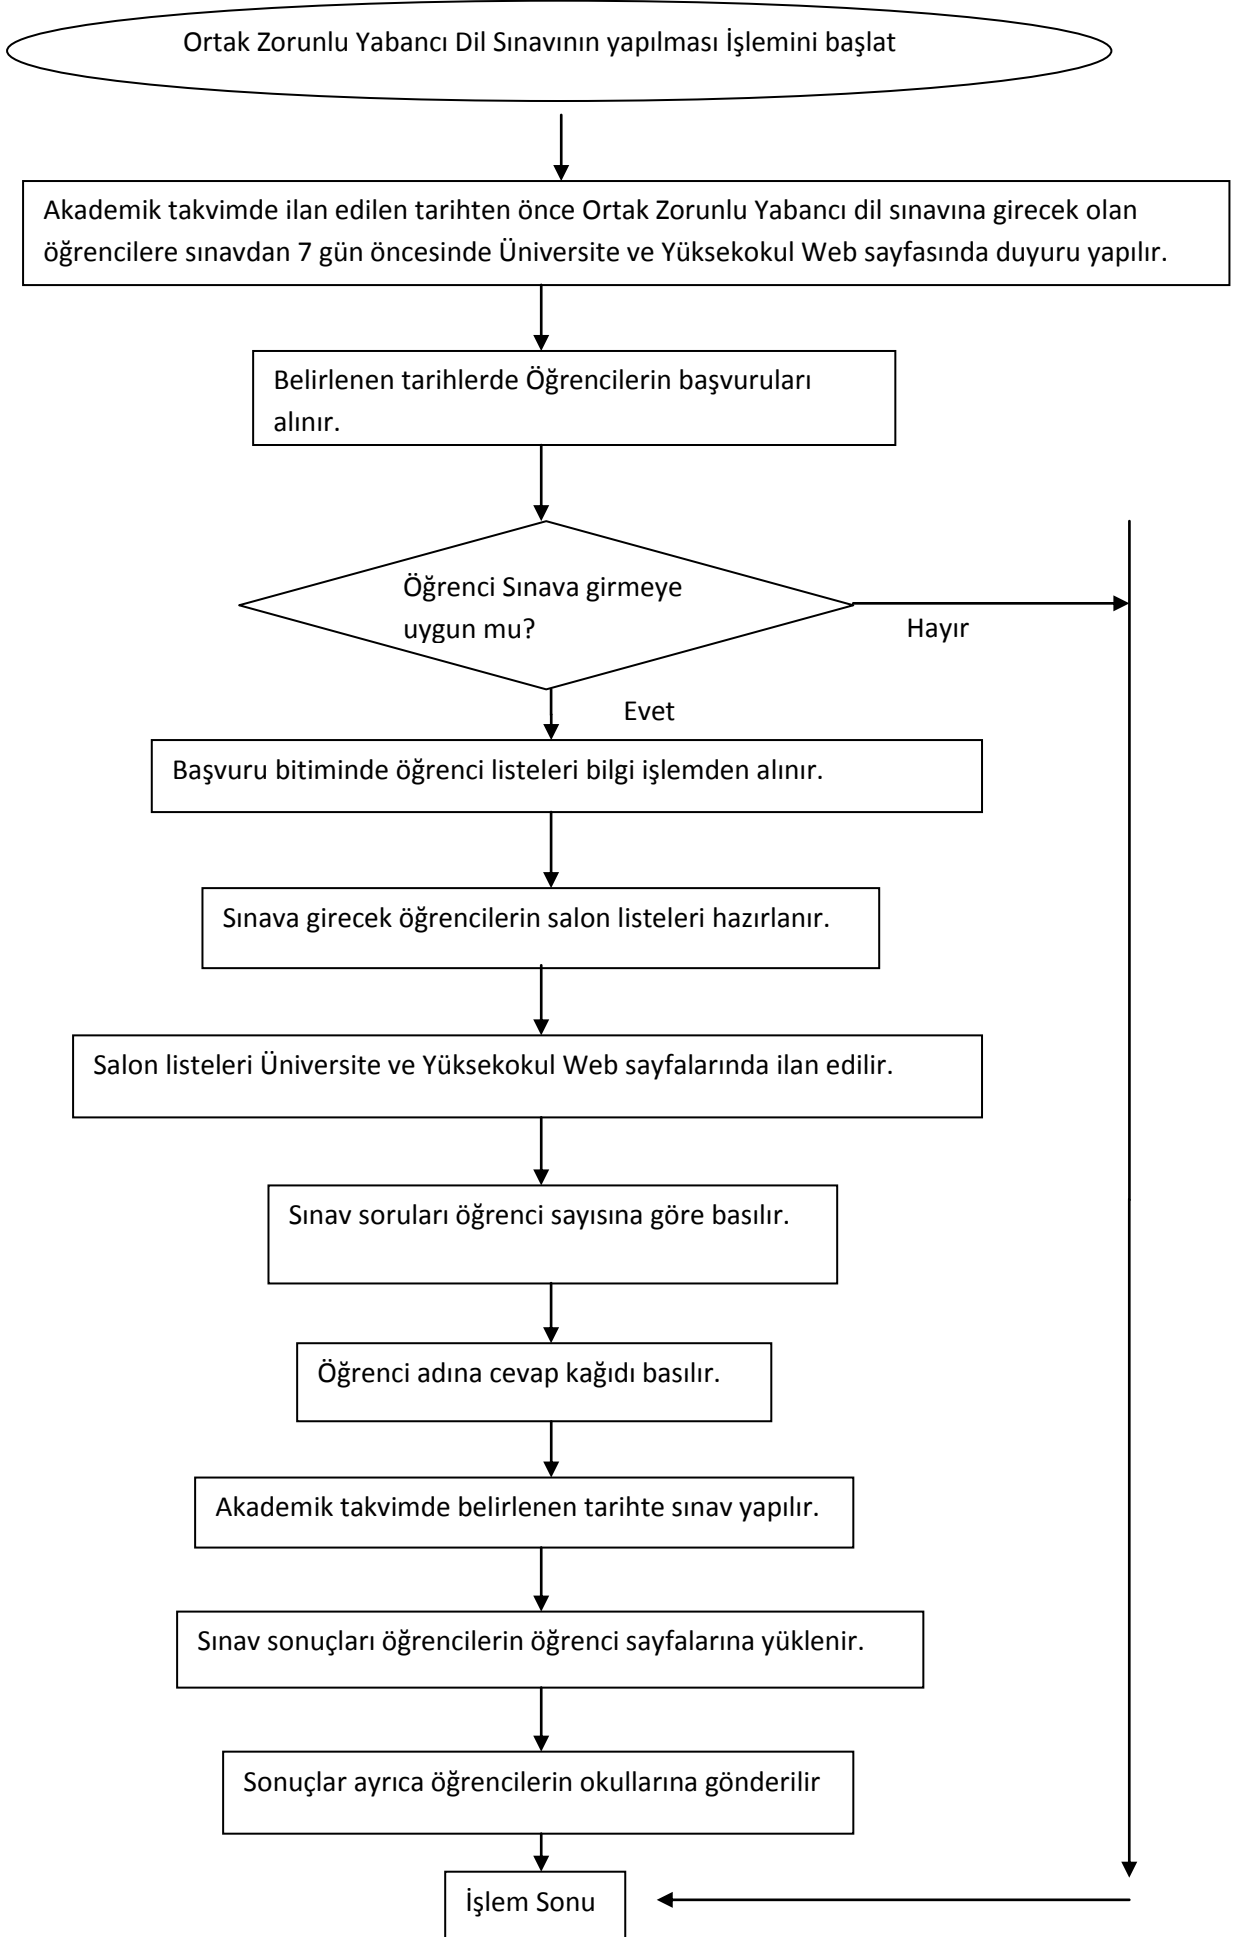 Ortak Zorunlu Yabancı Dil Sınavının yapılması İşlemini başlat
Akademik takvimde ilan edilen tarihten önce Ortak Zorunlu Yabancı dil sınavına girecek olan
öğrencilere sınavdan 7 gün öncesinde Üniversite ve Yüksekokul Web sayfasında duyuru yapılır.
Belirlenen tarihlerde Öğrencilerin başvuruları
alınır.
Öğrenci Sınava girmeye
uygun mu?
Hayır
Evet
Başvuru bitiminde öğrenci listeleri bilgi işlemden alınır.
Sınava girecek öğrencilerin salon listeleri hazırlanır.
Salon listeleri Üniversite ve Yüksekokul Web sayfalarında ilan edilir.
Sınav soruları öğrenci sayısına göre basılır.
Öğrenci adına cevap kağıdı basılır.
Akademik takvimde belirlenen tarihte sınav yapılır.
Sınav sonuçları öğrencilerin öğrenci sayfalarına yüklenir.
Sonuçlar ayrıca öğrencilerin okullarına gönderilir
İşlem Sonu